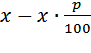 x − x · p/100